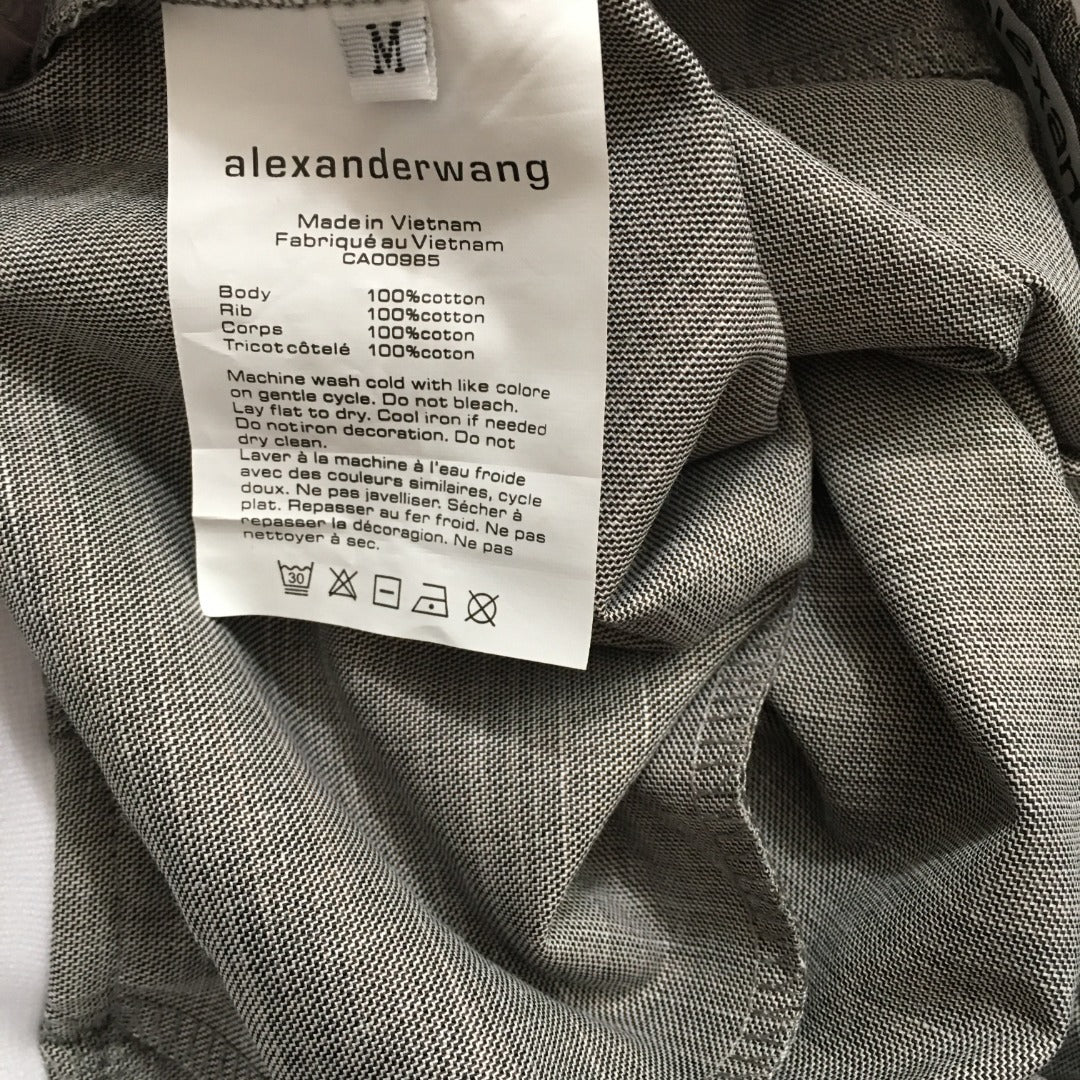 M
alexanderwang
Made in Vietnam
Fabriqué au Vietnam
CA00985
Body 100%cotton
Rib 100%cotton
Corps 100%coton
Tricotcôtelé 100%coton
Machine wash cold with like colore
on gentle cycle. Do not bleach.
Lay flat to dry. Cool iron if needed
Do notiron decoration. Do not
dry clean.
Laver à la machine à l'eau froide
avec des couleurs similaires, cycle
doux. Ne pas javelliser. Sécher à
plat. Repasser au fer froid. Ne pas
repasser la décoragion. Ne pas
nettoyer à sec.
30